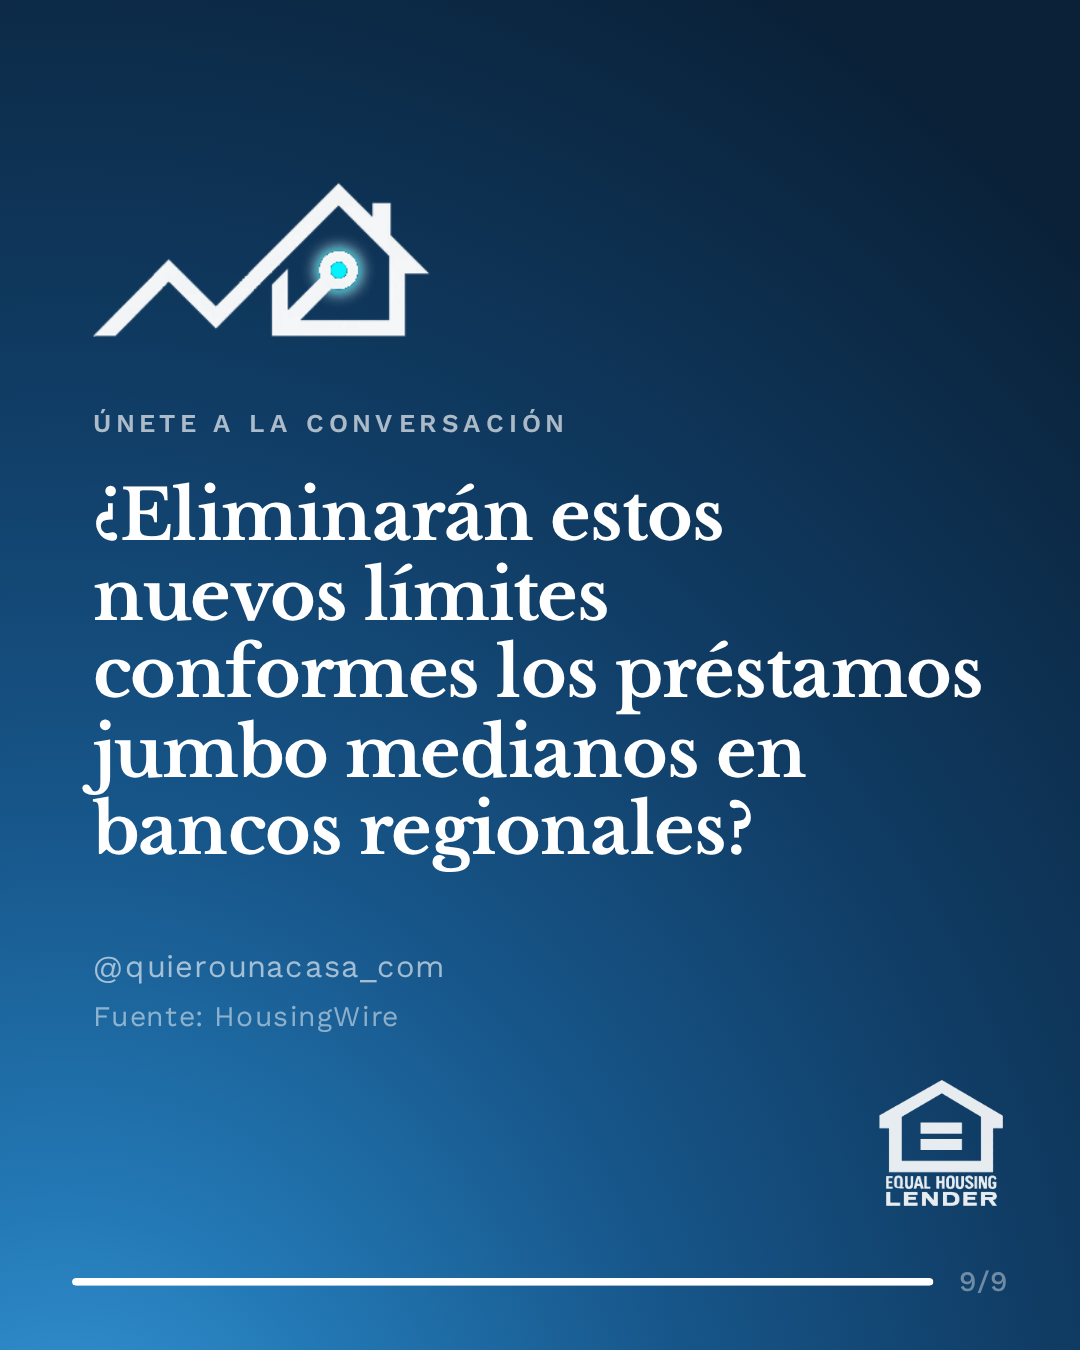 ÚNETE A LA CONVERSACIÓN
¿Eliminarán estos
nuevos límites
conformes los préstamos
jumbo medianos en
bancos regionales?
@quierounacasa_com
Fuente: HousingWire
EQUAL HOUSING
LENDER
9/9